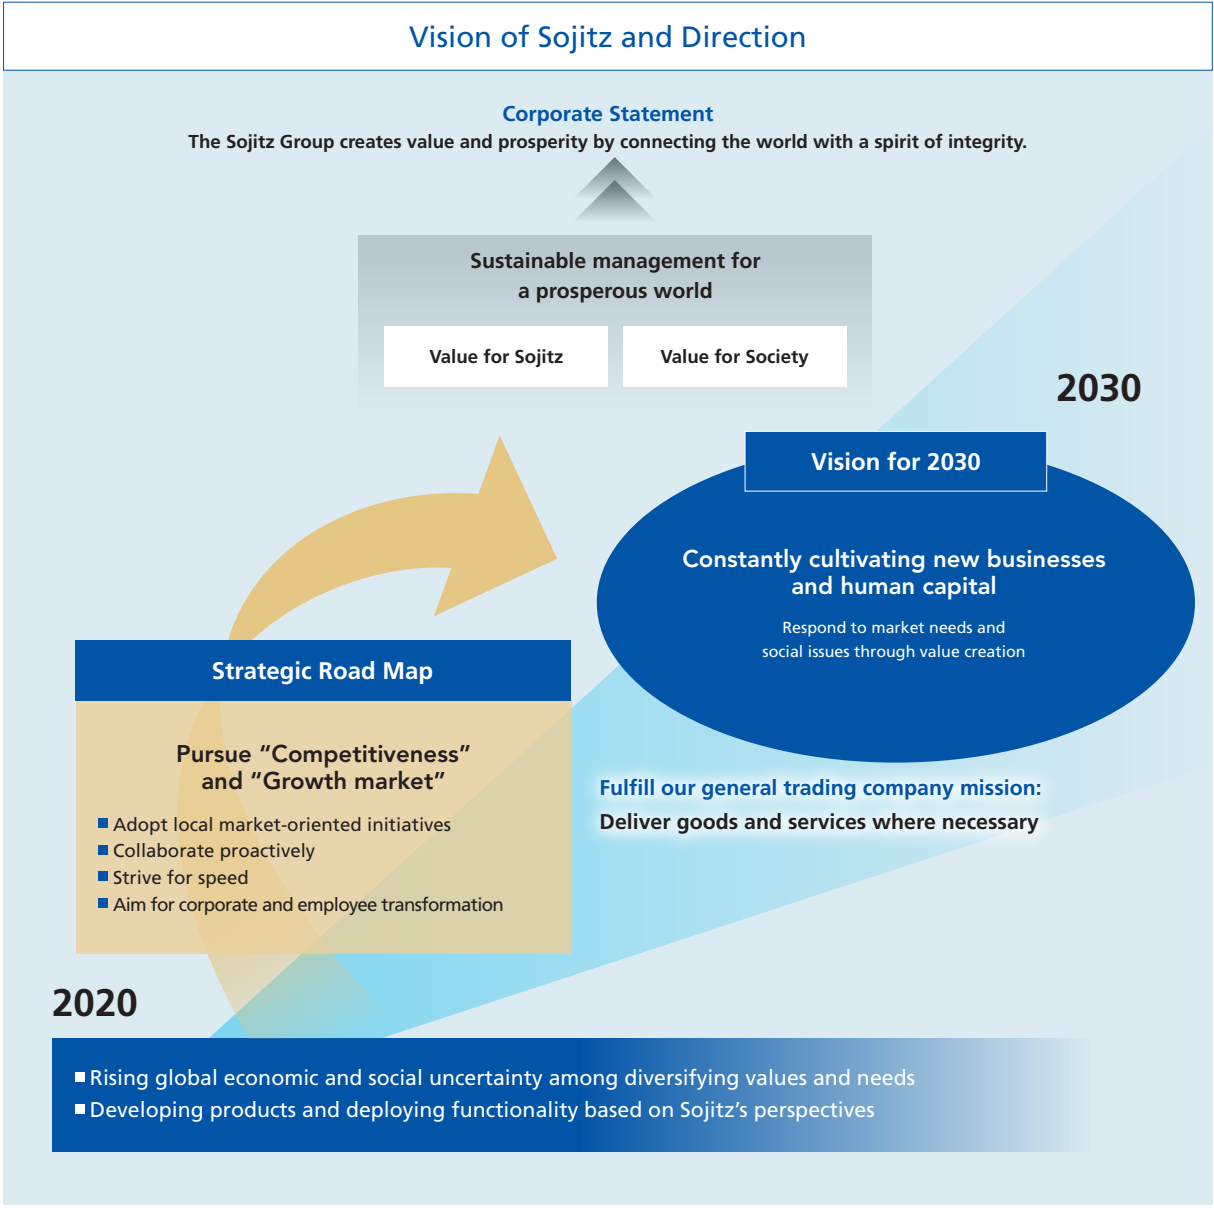 Vision of Sojitz and Direction
Corporate Statement
The Sojitz Group creates value and prosperity by connecting the world with a spirit of integrity.
Sustainable management for
a prosperous world
Value for Sojitz
Value for Society
2030
Vision for 2030
Constantly cultivating new businesses
and human capital
Respond to market needs and
social issues through value creation
Strategic Road Map
Pursue “Competitiveness”
and “Growth market”
Adopt local market-oriented initiatives
Collaborate proactively
Strive for speed
Aim for corporate and employee transformation
Fulfill our general trading company mission:
Deliver goods and services where necessary
2020
Rising global economic and social uncertainty among diversifying values and needs
Developing products and deploying functionality based on Sojitz’s perspectives